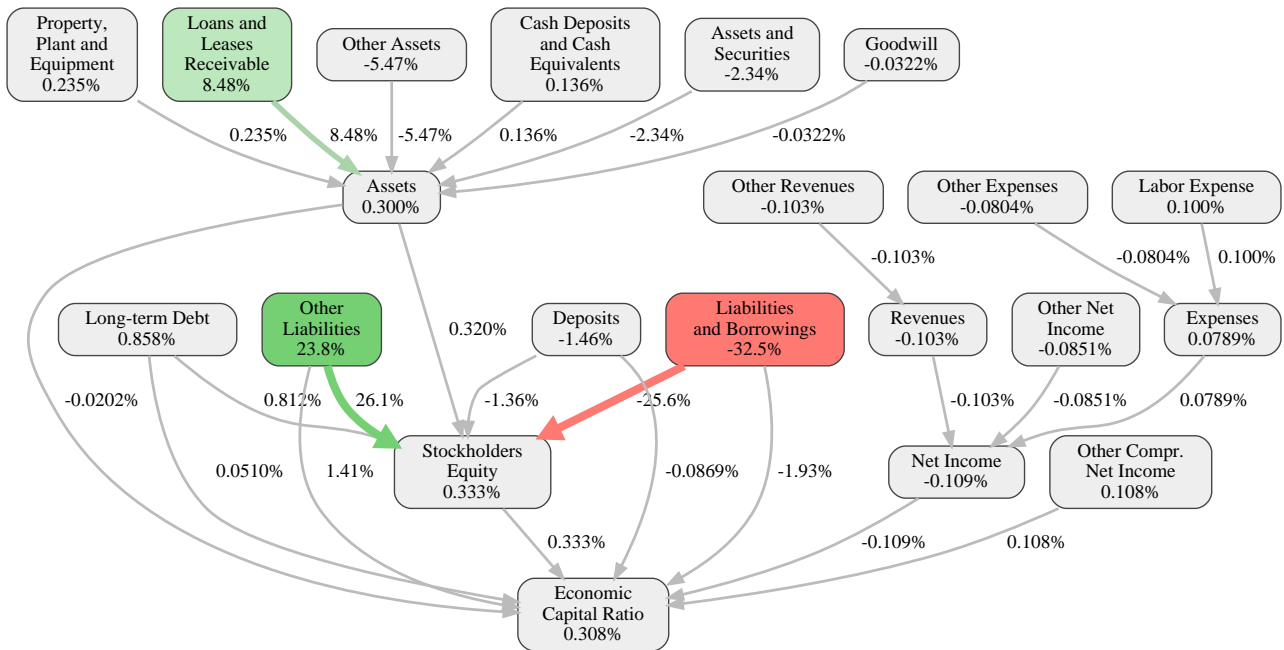 Property,
Plant and
Equipment
0.235%
Loans and
Leases
Receivable
8.48%
Other Assets
-5.47%
Cash Deposits
and Cash
Equivalents
0.136%
Assets and
Securities
-2.34%
Goodwill
-0.0322%
0.235%
8.48%
-5.47%
0.136%
-2.34%
-0.0322%
Assets
0.300%
Other Revenues
-0.103%
Other Expenses
-0.0804%
Labor Expense
0.100%
-0.103%
-0.0804%
0.100%
Long-term Debt
0.858%
Other
Liabilities
23.8%
0.320%
Deposits
-1.46%
Liabilities
and Borrowings
-32.5%
Revenues
-0.103%
Other Net
Income
-0.0851%
Expenses
0.0789%
-0.0202%
0.812%
26.1%
-1.36%
-25.6%
-0.103%
-0.0851%
0.0789%
0.0510%
1.41%
Stockholders
Equity
0.333%
-0.0869%
-1.93%
Net Income
-0.109%
Other Compr.
Net Income
0.108%
0.333%
-0.109%
0.108%
Economic
Capital Ratio
0.308%